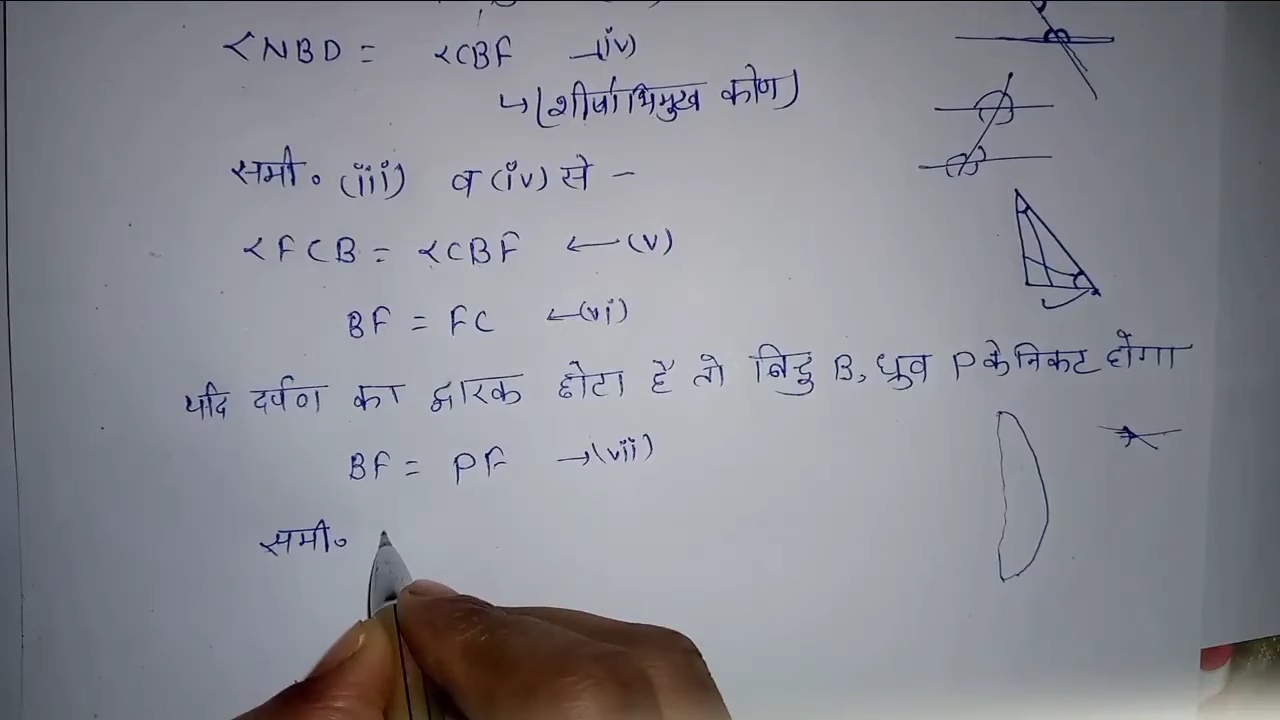 <NBD = <CBF →(iv)
↳(शीर्षाभिमुख कोण)
समी० (iii) व (iv) से -
<FCB = <CBF ←(v)
BF = FC ←(vi)
यदि दर्पण का द्वारक छोटा है तो बिंदु B, ध्रुव P के निकट होगा
BF = PF →(vii)
समी०